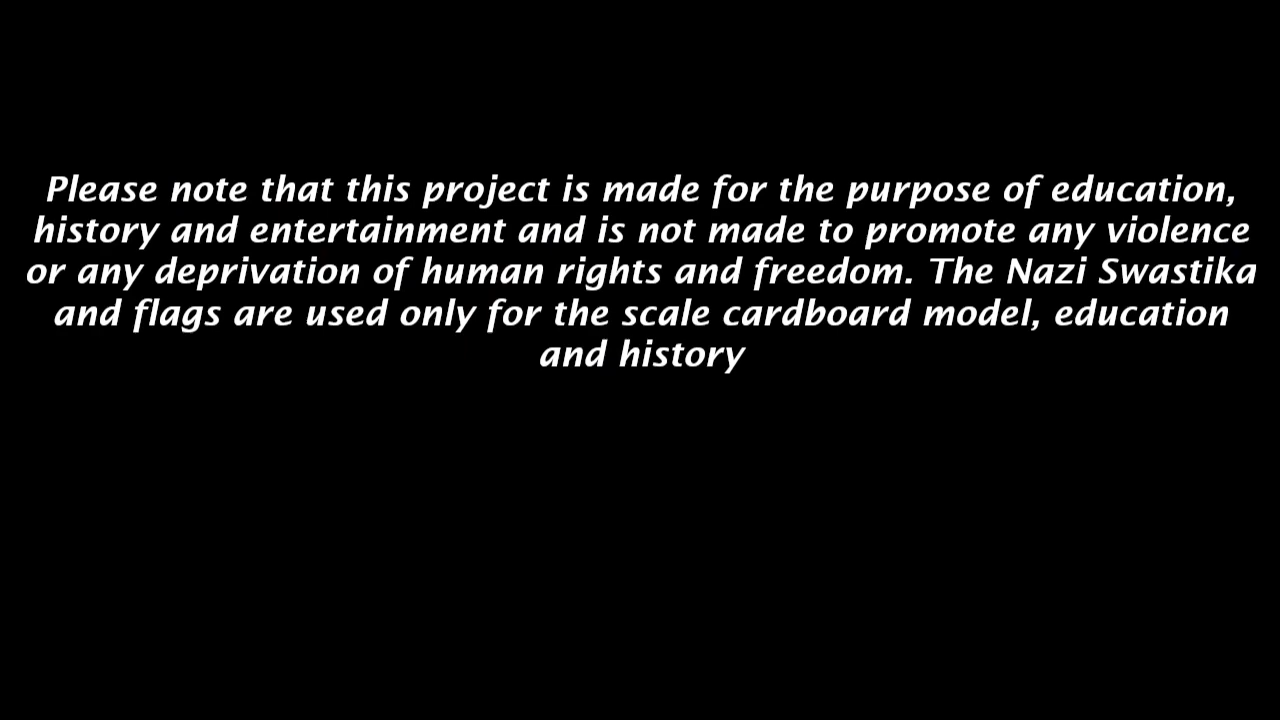 Please note that this project is made for the purpose of education,
history and entertainment and is not made to promote any violence
or any deprivation of human rights and freedom. The Nazi Swastika
and flags are used only for the scale cardboard model, education
and history